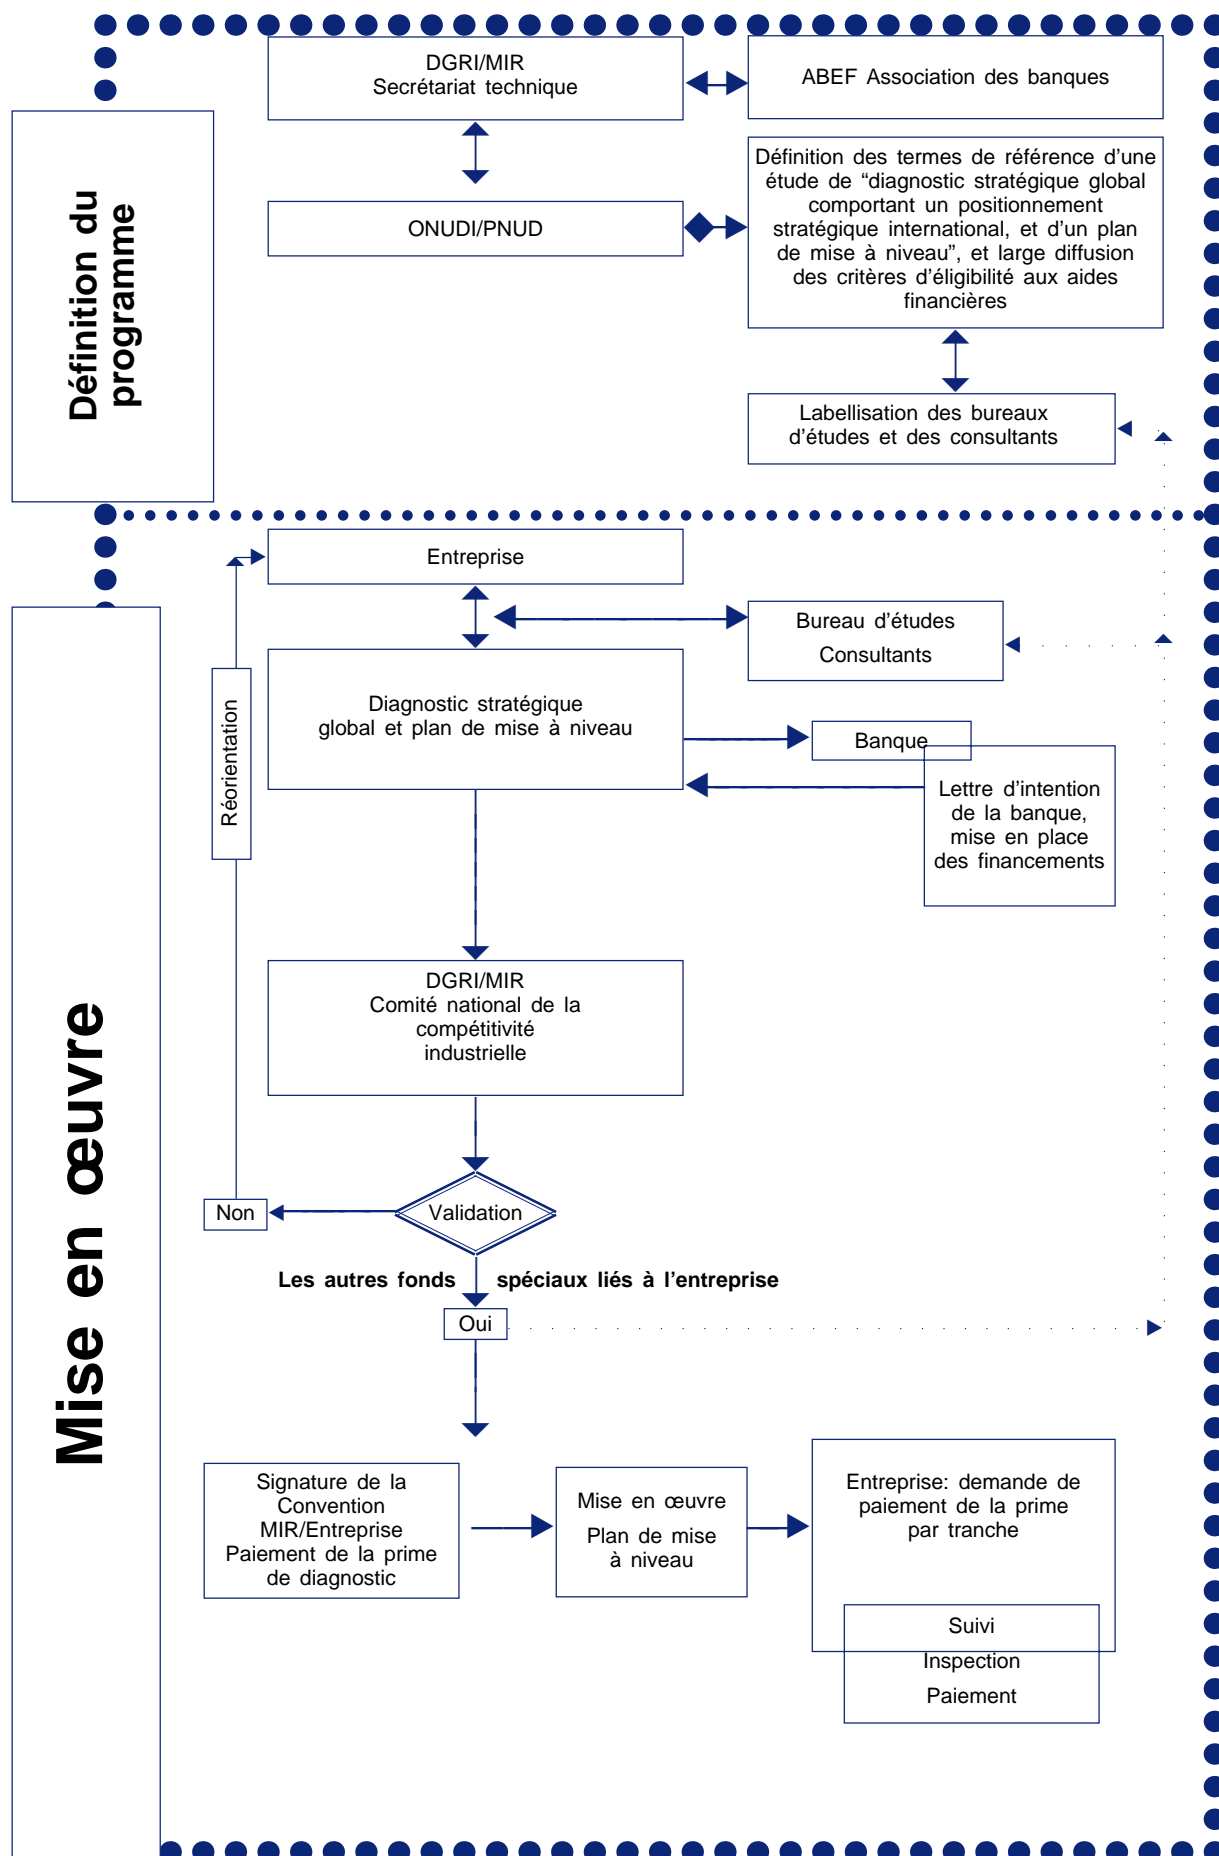 Définition du
programme
DGRI/MIR
Secrétariat technique
ABEF Association des banques
ONUDI/PNUD
Définition des termes de référence d’une
étude de “diagnostic stratégique global
comportant un positionnement
stratégique international, et d’un plan
de mise à niveau”, et large diffusion
des critères d’éligibilité aux aides
financières
Labellisation des bureaux
d’études et des consultants
Mise en œuvre
Entreprise
Bureau d’études
Consultants
Réorientation
Diagnostic stratégique
global et plan de mise à niveau
Banque
Lettre d’intention
de la banque,
mise en place
des financements
DGRI/MIR
Comité national de la
compétitivité
industrielle
Non
Validation
Les autres fonds spéciaux liés à l’entreprise
Oui
Signature de la
Convention
MIR/Entreprise
Paiement de la prime
de diagnostic
Mise en œuvre
Plan de mise
à niveau
Entreprise: demande de
paiement de la prime
par tranche
Suivi
Inspection
Paiement